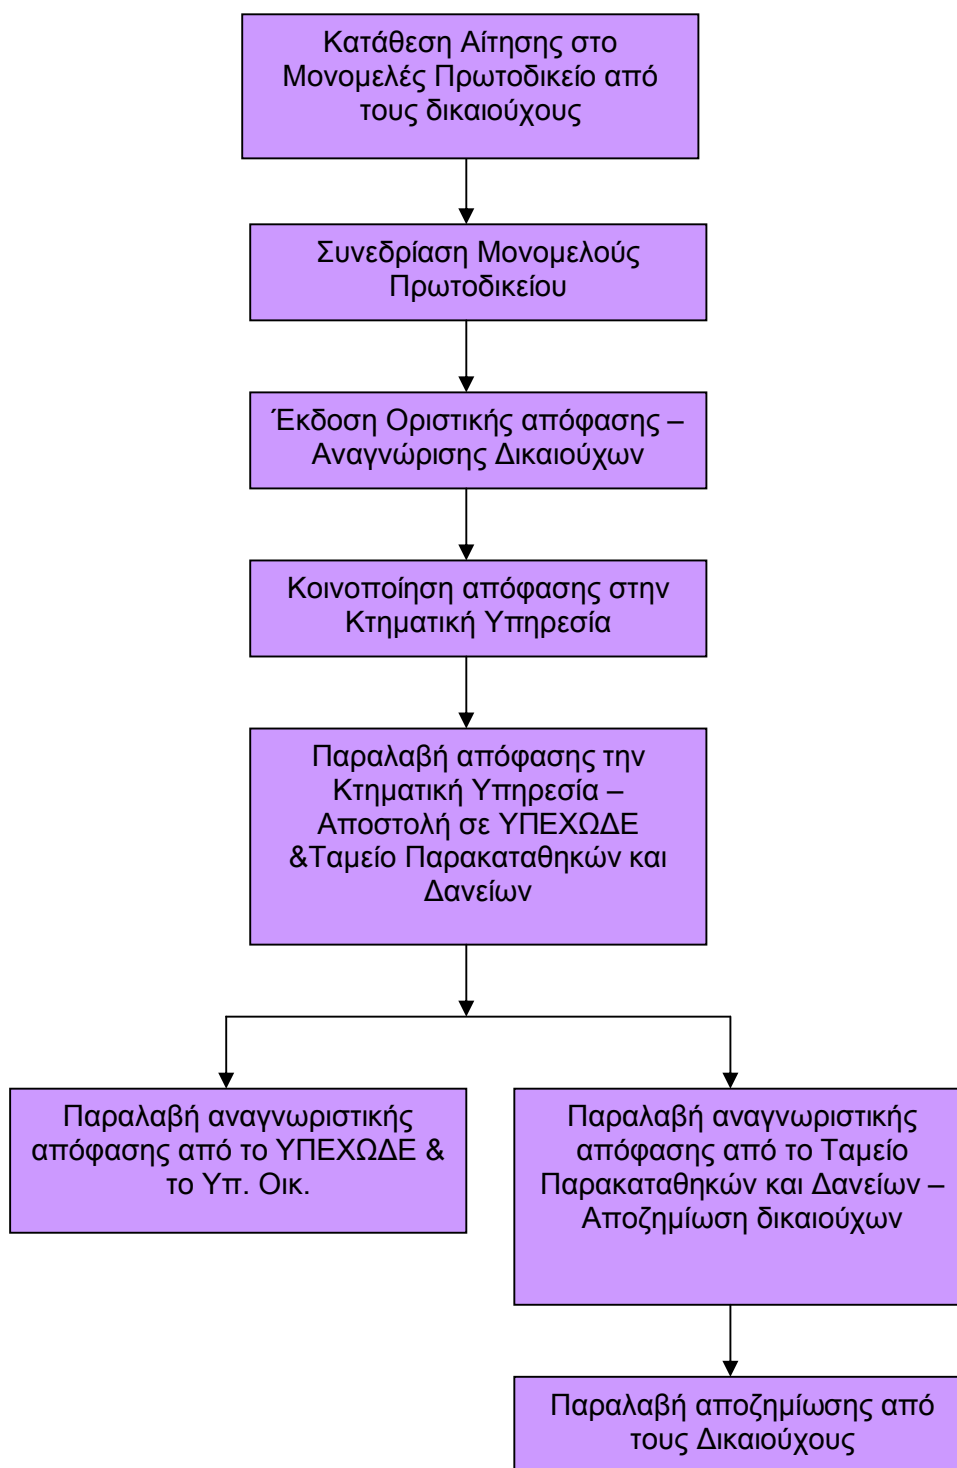 Κατάθεση Αίτησης στο
Μονομελές Πρωτοδικείο από
τους δικαιούχους
Συνεδρίαση Μονομελούς
Πρωτοδικείου
Έκδοση Οριστικής απόφασης –
Αναγνώρισης Δικαιούχων
Κοινοποίηση απόφασης στην
Κτηματική Υπηρεσία
Παραλαβή απόφασης την
Κτηματική Υπηρεσία –
Αποστολή σε ΥΠΕΧΩΔΕ
&Ταμείο Παρακαταθηκών και
Δανείων
Παραλαβή αναγνωριστικής
απόφασης από το ΥΠΕΧΩΔΕ &
το Υπ. Οικ.
Παραλαβή αναγνωριστικής
απόφασης από το Ταμείο
Παρακαταθηκών και Δανείων –
Αποζημίωση δικαιούχων
Παραλαβή αποζημίωσης από
τους Δικαιούχους